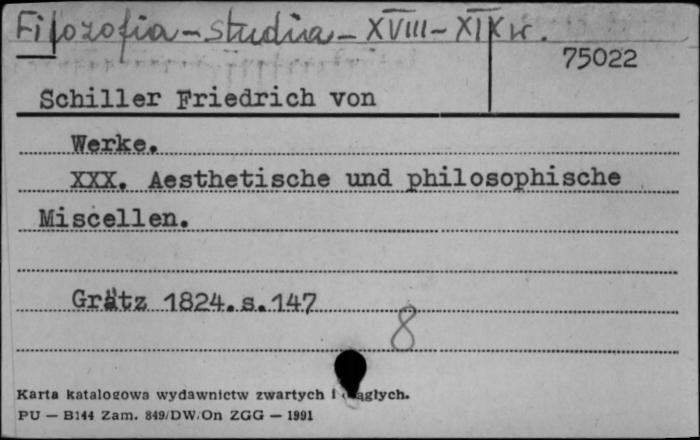 Filozofia – studia – XVIII – XIX w.
75022
Schiller Friedrich von
Werke.
XXX. Aesthetische und philosophische
Miscellen.
Grätz 1824.s.147
8
Karta katalogowa wydawnictw zwartych i ciągłych.
PU — B144 Zam. 849/DW/On ZGG — 1991